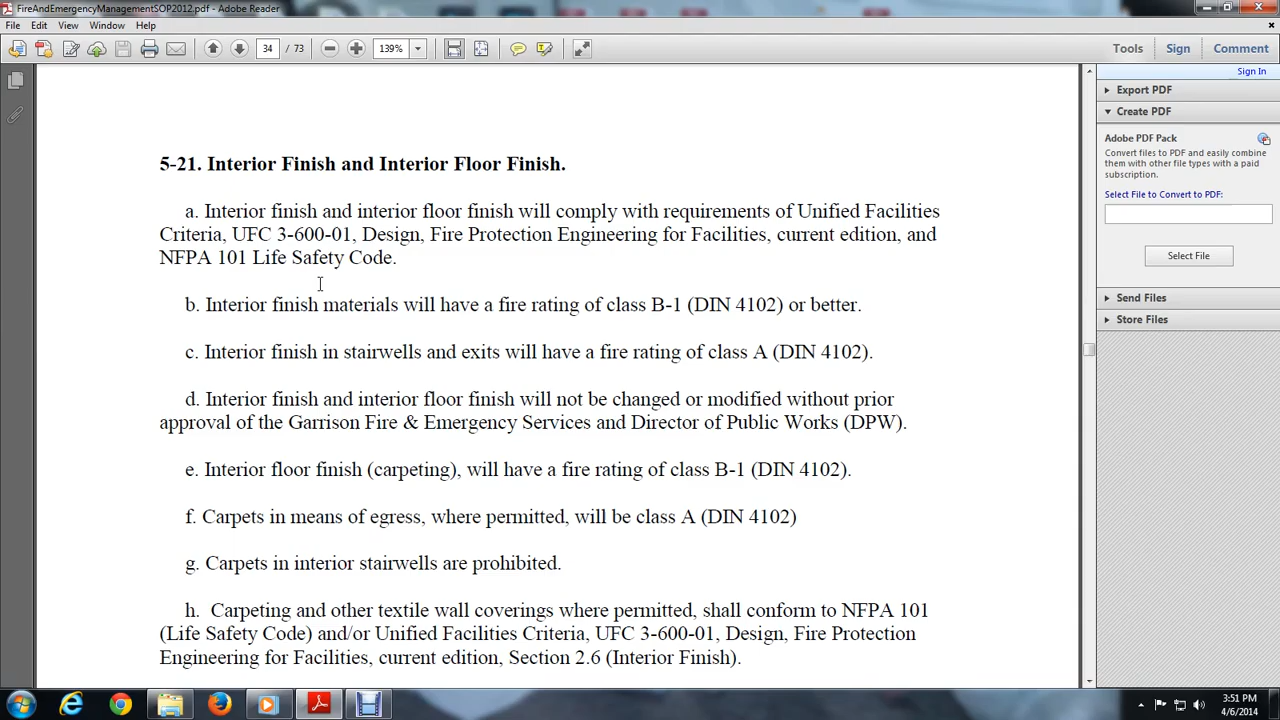 FireAndEmergencyManagementSOP2012.pdf - Adobe Reader
File Edit View Window Help
34 / 73 139% Tools Sign Comment
Sign In
Export PDF
Create PDF
Adobe PDF Pack
Convert files to PDF and easily combine
them with other file types with a paid
subscription.
Select File to Convert to PDF:
Select File
Send Files
Store Files
5-21. Interior Finish and Interior Floor Finish.
a. Interior finish and interior floor finish will comply with requirements of Unified Facilities
Criteria, UFC 3-600-01, Design, Fire Protection Engineering for Facilities, current edition, and
NFPA 101 Life Safety Code.
b. Interior finish materials will have a fire rating of class B-1 (DIN 4102) or better.
c. Interior finish in stairwells and exits will have a fire rating of class A (DIN 4102).
d. Interior finish and interior floor finish will not be changed or modified without prior
approval of the Garrison Fire & Emergency Services and Director of Public Works (DPW).
e. Interior floor finish (carpeting), will have a fire rating of class B-1 (DIN 4102).
f. Carpets in means of egress, where permitted, will be class A (DIN 4102)
g. Carpets in interior stairwells are prohibited.
h. Carpeting and other textile wall coverings where permitted, shall conform to NFPA 101
(Life Safety Code) and/or Unified Facilities Criteria, UFC 3-600-01, Design, Fire Protection
Engineering for Facilities, current edition, Section 2.6 (Interior Finish).
3:51 PM
4/6/2014